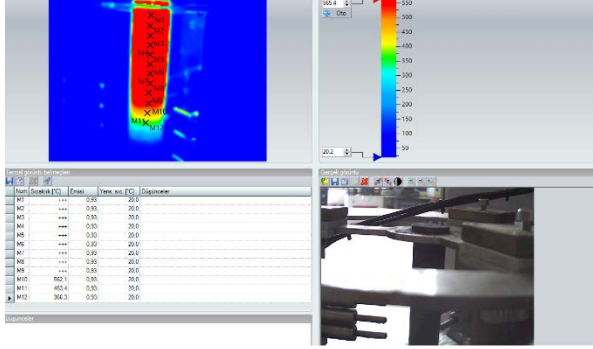 565.4
Oto
550
500
450
400
350
300
250
200
150
100
50
20,2
M1
M2
M3
M4
M5
M6
M7
M8
M9
M10
M11
M12
Termal görüntü belirteçleri
Gerçek görüntü
Num. Sıcaklık [°C] Emisi Yans. sıc. [°C] Düşünceler
M1 +++ 0,93 20,0
M2 +++ 0,93 20,0
M3 +++ 0,93 20,0
M4 +++ 0,93 20,0
M5 +++ 0,93 20,0
M6 +++ 0,93 20,0
M7 +++ 0,93 20,0
M8 +++ 0,93 20,0
M9 +++ 0,93 20,0
M10 552,1 0,93 20,0
M11 453,4 0,93 20,0
M12 366,3 0,93 20,0
Düşünceler